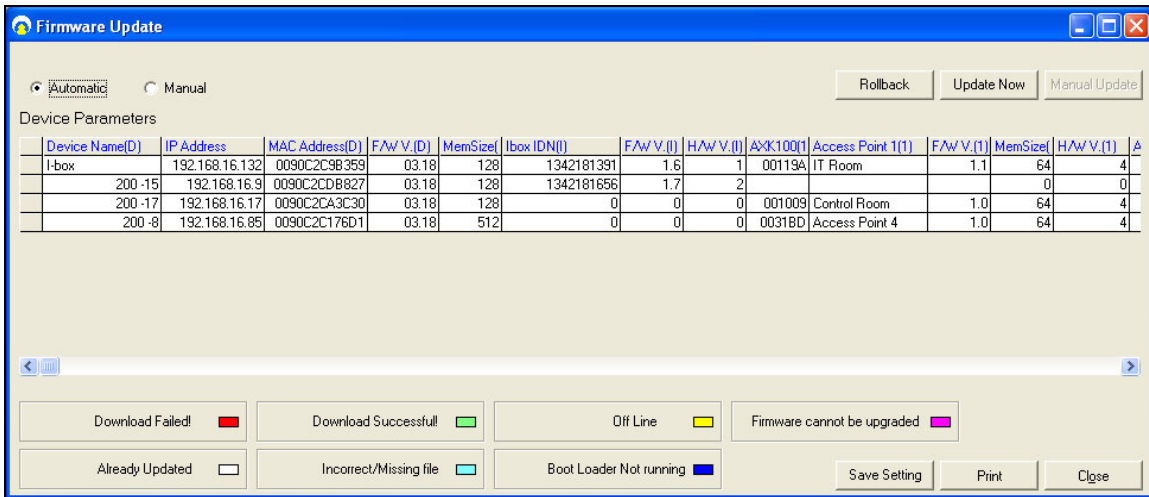 Firmware Update
Automatic Manual Rollback Update Now Manual Update
Device Parameters
Device Name(D) IP Address MAC Address(D) F/W V.(D) MemSize( Ibox IDN(I) F/W V.(I) H/W V.(I) AXK100(1 Access Point 1(1) F/W V.(1) MemSize( H/W V.(1) A
I-box 192.168.16.132 0090C2C9B359 03.18 128 1342181391 1.6 1 00119A IT Room 1.1 64 4
200 -15 192.168.16.9 0090C2CDB827 03.18 128 1342181656 1.7 2 0 0
200 -17 192.168.16.17 0090C2CA3C30 03.18 128 0 0 0 001009 Control Room 1.0 64 4
200 -8 192.168.16.85 0090C2C176D1 03.18 512 0 0 0 0031BD Access Point 4 1.0 64 4
Download Failed! Download Successful! Off Line Firmware cannot be upgraded
Already Updated Incorrect/Missing file Boot Loader Not running Save Setting Print Close